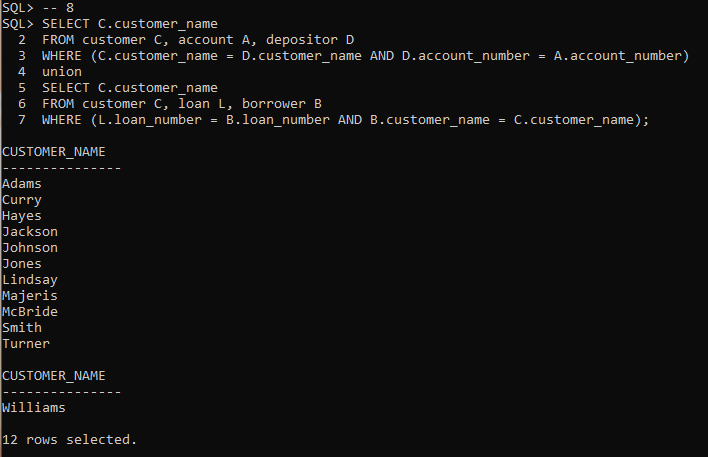 SQL> -- 8
SQL> SELECT C.customer_name
  2  FROM customer C, account A, depositor D
  3  WHERE (C.customer_name = D.customer_name AND D.account_number = A.account_number)
  4  union
  5  SELECT C.customer_name
  6  FROM customer C, loan L, borrower B
  7  WHERE (L.loan_number = B.loan_number AND B.customer_name = C.customer_name);
CUSTOMER_NAME
---------------
Adams
Curry
Hayes
Jackson
Johnson
Jones
Lindsay
Majeris
McBride
Smith
Turner
CUSTOMER_NAME
---------------
Williams
12 rows selected.